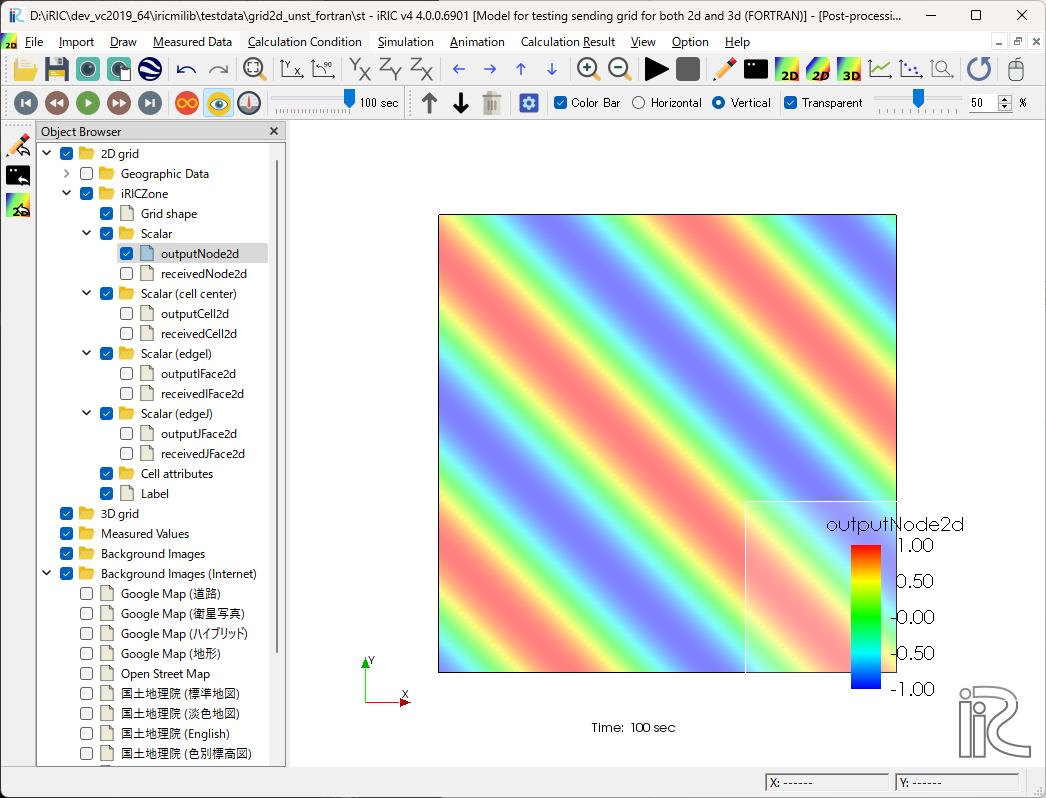 D:\iRIC\dev_vc2019_64\iricmilib\testdata\grid2d_unst_fortran\st - iRIC v4 4.0.0.6901 [Model for testing sending grid for both 2d and 3d (FORTRAN)] - [Post-processi...
File Import Draw Measured Data Calculation Condition Simulation Animation Calculation Result View Option Help
2D 2D 3D
100 sec Color Bar Horizontal Vertical Transparent 50 %
Object Browser
2D grid
Geographic Data
iRICZone
Grid shape
Scalar
outputNode2d
receivedNode2d
Scalar (cell center)
outputCell2d
receivedCell2d
Scalar (edgeI)
outputIFace2d
receivedIFace2d
Scalar (edgeJ)
outputJFace2d
receivedJFace2d
Cell attributes
Label
3D grid
Measured Values
Background Images
Background Images (Internet)
Google Map (道路)
Google Map (衛星写真)
Google Map (ハイブリッド)
Google Map (地形)
Open Street Map
国土地理院 (標準地図)
国土地理院 (淡色地図)
国土地理院 (English)
国土地理院 (色別標高図)
outputNode2d
1.00
0.50
-0.00
-0.50
-1.00
Y
X
Time: 100 sec
iRIC
X: ------
Y: ------